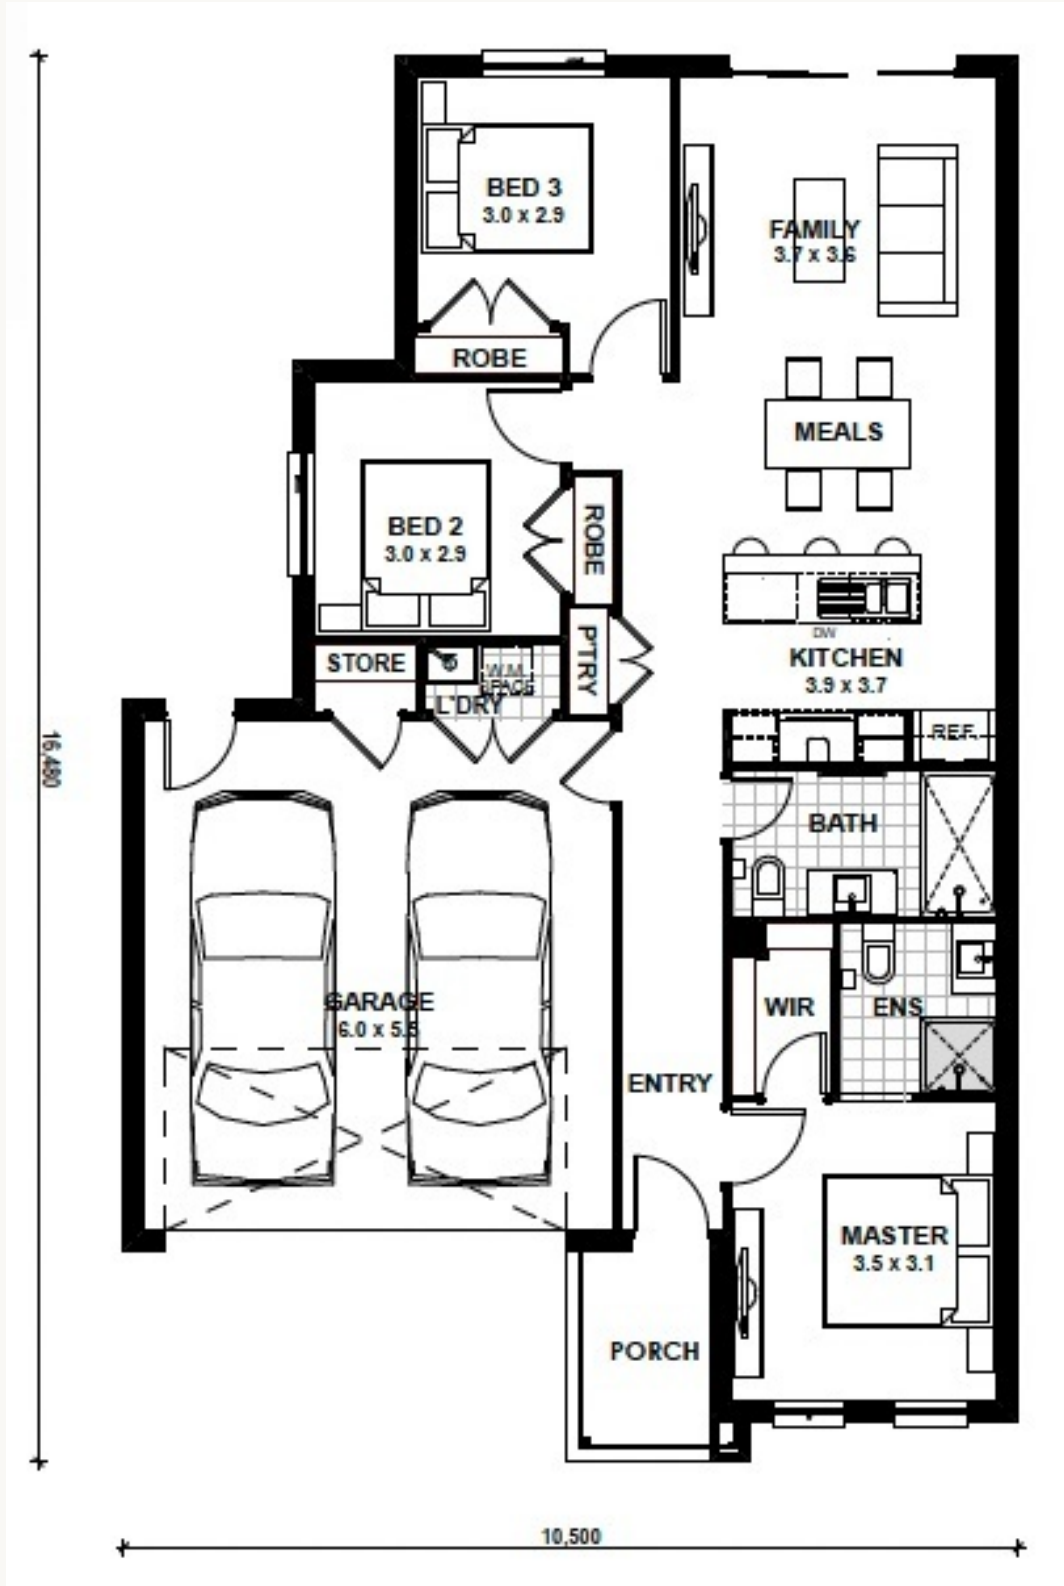 BED 3
3.0 x 2.9
FAMILY
3.7 x 3.6
ROBE
MEALS
BED 2
3.0 x 2.9
ROBE
DW
KITCHEN
3.9 x 3.7
P'TRY
STORE
W.M.
SPACE
L'DRY
REF.
16,480
BATH
GARAGE
6.0 x 5.5
WIR
ENS
ENTRY
MASTER
3.5 x 3.1
PORCH
10,500